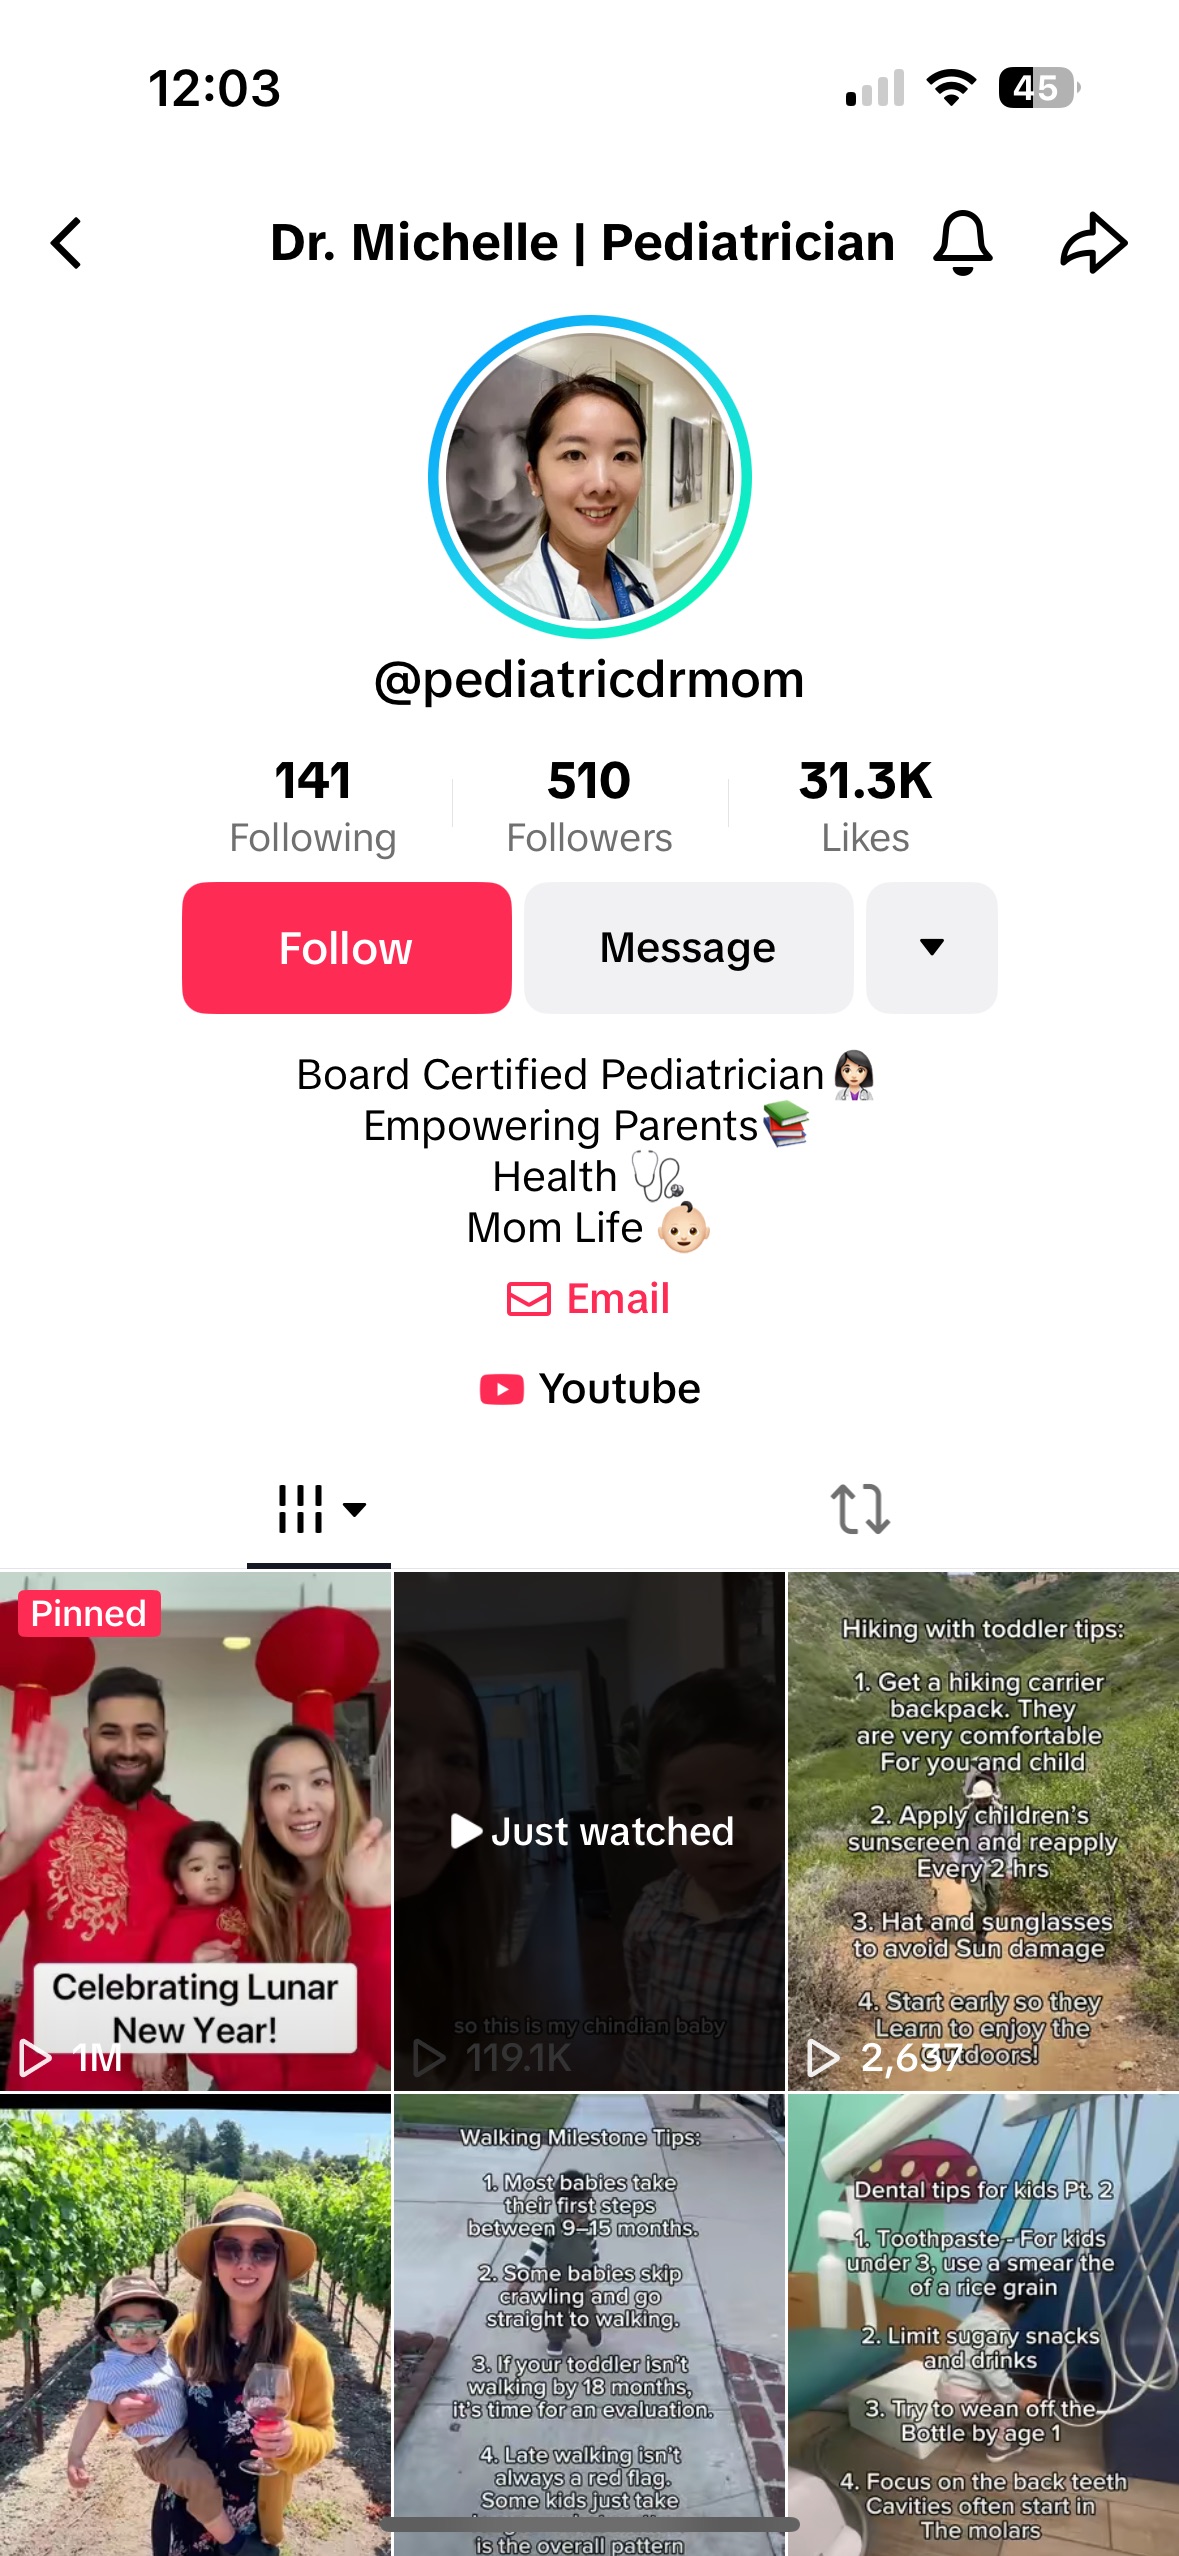 12:03
45
Dr. Michelle | Pediatrician
@pediatricdrmom
141
Following
510
Followers
31.3K
Likes
Follow
Message
Board Certified Pediatrician👩🏻‍⚕️
Empowering Parents📚
Health 🩺
Mom Life 👶🏻
Email
Youtube
Pinned
Celebrating Lunar
New Year!
1M
Just watched
so this is my chindian baby
119.1K
Hiking with toddler tips:
1. Get a hiking carrier
backpack. They
are very comfortable
For you and child
2. Apply children's
sunscreen and reapply
Every 2 hrs
3. Hat and sunglasses
to avoid Sun damage
4. Start early so they
Learn to enjoy the
outdoors!
2,637
Walking Milestone Tips:
1. Most babies take
their first steps
between 9–15 months.
2. Some babies skip
crawling and go
straight to walking.
3. If your toddler isn't
walking by 18 months,
it's time for an evaluation.
4. Late walking isn't
always a red flag.
Some kids just take
is the overall pattern
Dental tips for kids Pt. 2
1. Toothpaste - For kids
under 3, use a smear the
of a rice grain
2. Limit sugary snacks
and drinks
3. Try to wean off the
Bottle by age 1
4. Focus on the back teeth
Cavities often start in
The molars